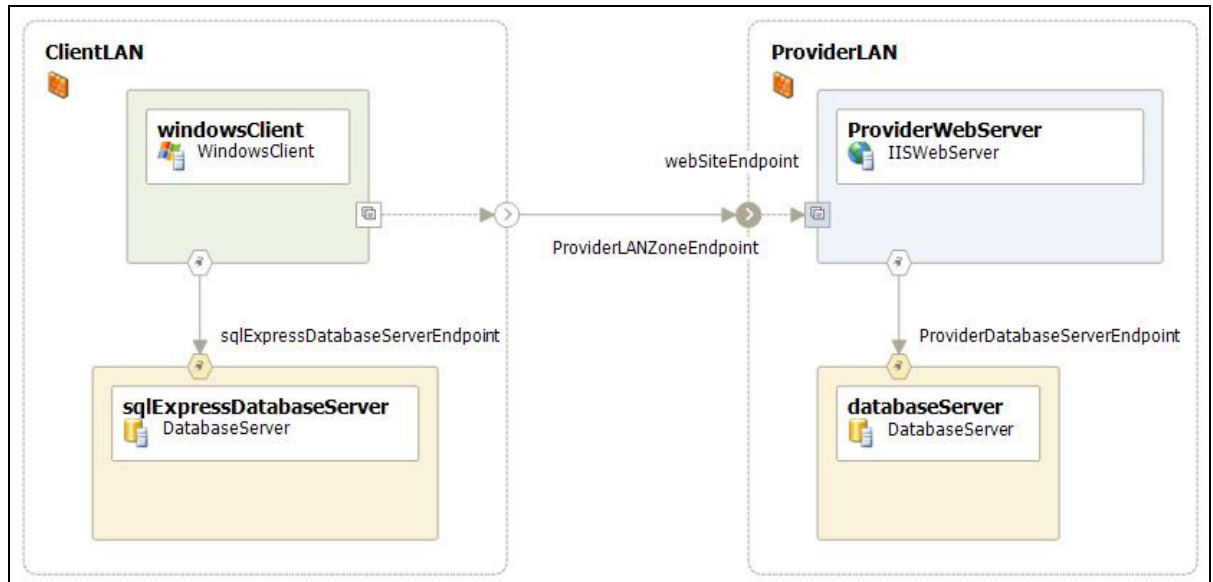 ClientLAN
windowsClient
WindowsClient
sqlExpressDatabaseServerEndpoint
sqlExpressDatabaseServer
DatabaseServer
webSiteEndpoint
ProviderLANZoneEndpoint
ProviderLAN
ProviderWebServer
IISWebServer
ProviderDatabaseServerEndpoint
databaseServer
DatabaseServer